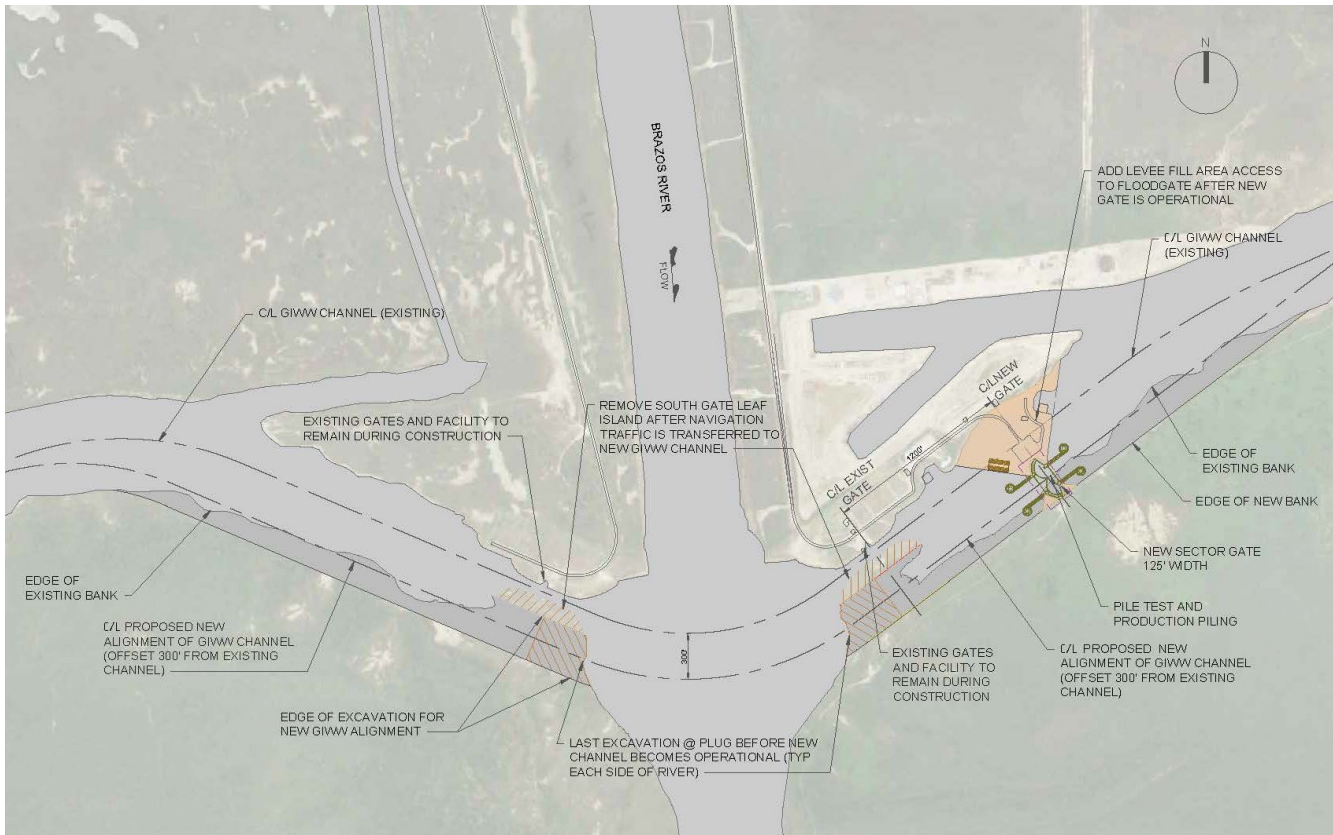 N
BRAZOS RIVER
FLOW
ADD LEVEE FILL AREA ACCESS
TO FLOODGATE AFTER NEW
GATE IS OPERATIONAL
C/L GIWW CHANNEL
(EXISTING)
C/L GIWW CHANNEL (EXISTING)
EXISTING GATES AND FACILITY TO
REMAIN DURING CONSTRUCTION
REMOVE SOUTH GATE LEAF
ISLAND AFTER NAVIGATION
TRAFFIC IS TRANSFERRED TO
NEW GIWW CHANNEL
C/L NEW
GATE
1200'
C/L EXIST
GATE
EDGE OF
EXISTING BANK
EDGE OF NEW BANK
NEW SECTOR GATE
125' WIDTH
PILE TEST AND
PRODUCTION PILING
EDGE OF
EXISTING BANK
C/L PROPOSED NEW
ALIGNMENT OF GIWW CHANNEL
(OFFSET 300' FROM EXISTING
CHANNEL)
300'
EXISTING GATES
AND FACILITY TO
REMAIN DURING
CONSTRUCTION
C/L PROPOSED NEW
ALIGNMENT OF GIWW CHANNEL
(OFFSET 300' FROM EXISTING
CHANNEL)
EDGE OF EXCAVATION FOR
NEW GIWW ALIGNMENT
LAST EXCAVATION @ PLUG BEFORE NEW
CHANNEL BECOMES OPERATIONAL (TYP
EACH SIDE OF RIVER)